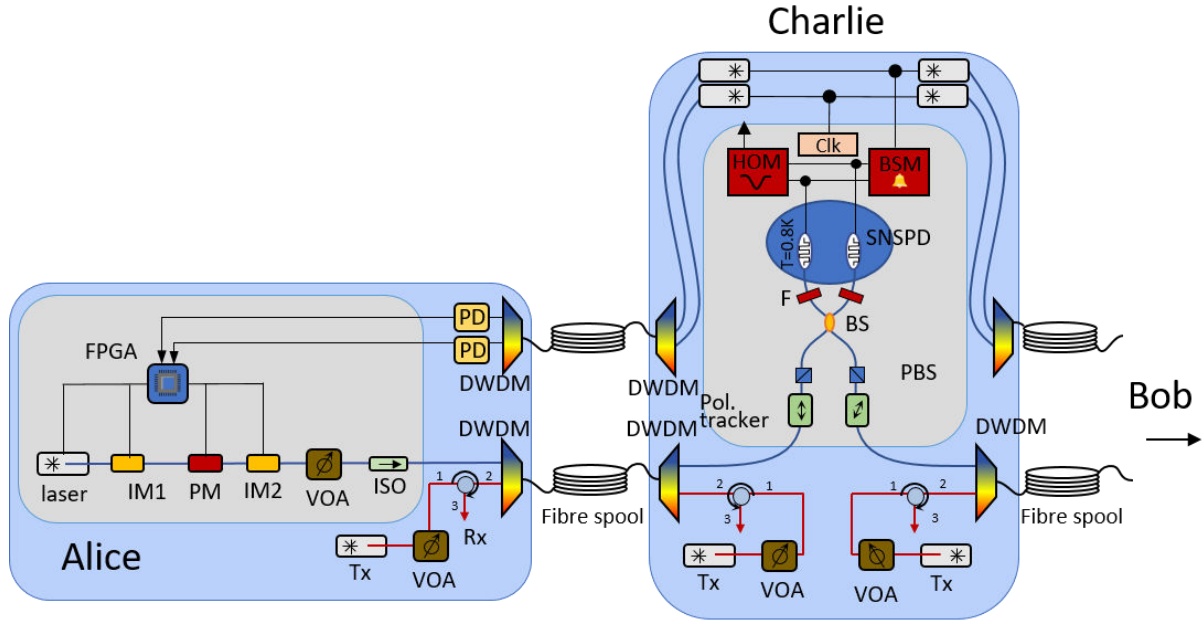 Charlie
Clk
HOM
BSM
T=0.8K
SNSPD
F
BS
PBS
Pol.
tracker
PD
PD
FPGA
DWDM
DWDM
DWDM
DWDM
DWDM
Bob
laser
IM1
PM
IM2
VOA
ISO
1
2
3
Rx
Fibre spool
2
1
3
1
2
3
Fibre spool
Alice
Tx
VOA
Tx
VOA
VOA
Tx